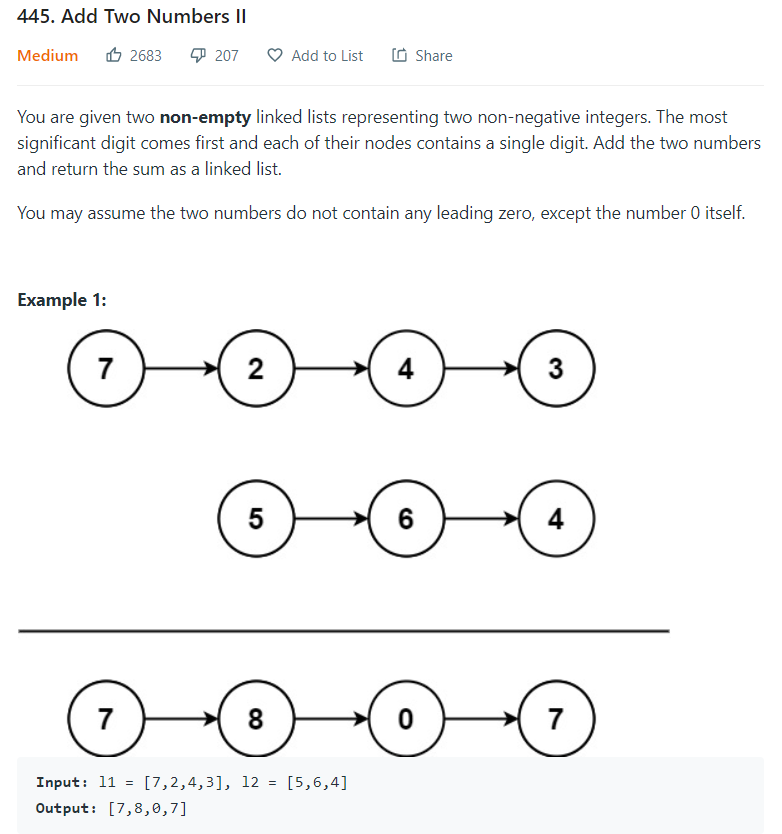 445. Add Two Numbers II
Medium 2683 207 Add to List Share
You are given two non-empty linked lists representing two non-negative integers. The most
significant digit comes first and each of their nodes contains a single digit. Add the two numbers
and return the sum as a linked list.
You may assume the two numbers do not contain any leading zero, except the number 0 itself.
Example 1:
7 2 4 3
5 6 4
7 8 0 7
Input: l1 = [7,2,4,3], l2 = [5,6,4]
Output: [7,8,0,7]